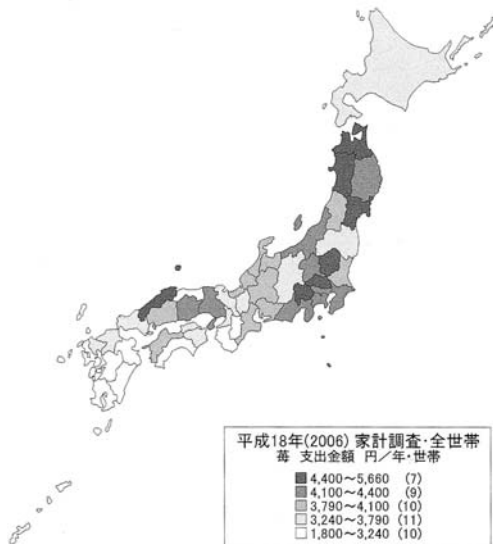 平成18年(2006) 家計調査・全世帯
苺 支出金額 円／年・世帯
4,400～5,660 (7)
4,100～4,400 (9)
3,790～4,100 (10)
3,240～3,790 (11)
1,800～3,240 (10)